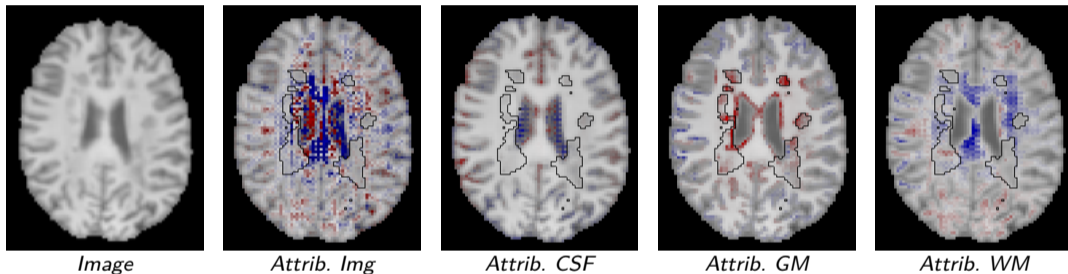 Image
Attrib. Img
Attrib. CSF
Attrib. GM
Attrib. WM